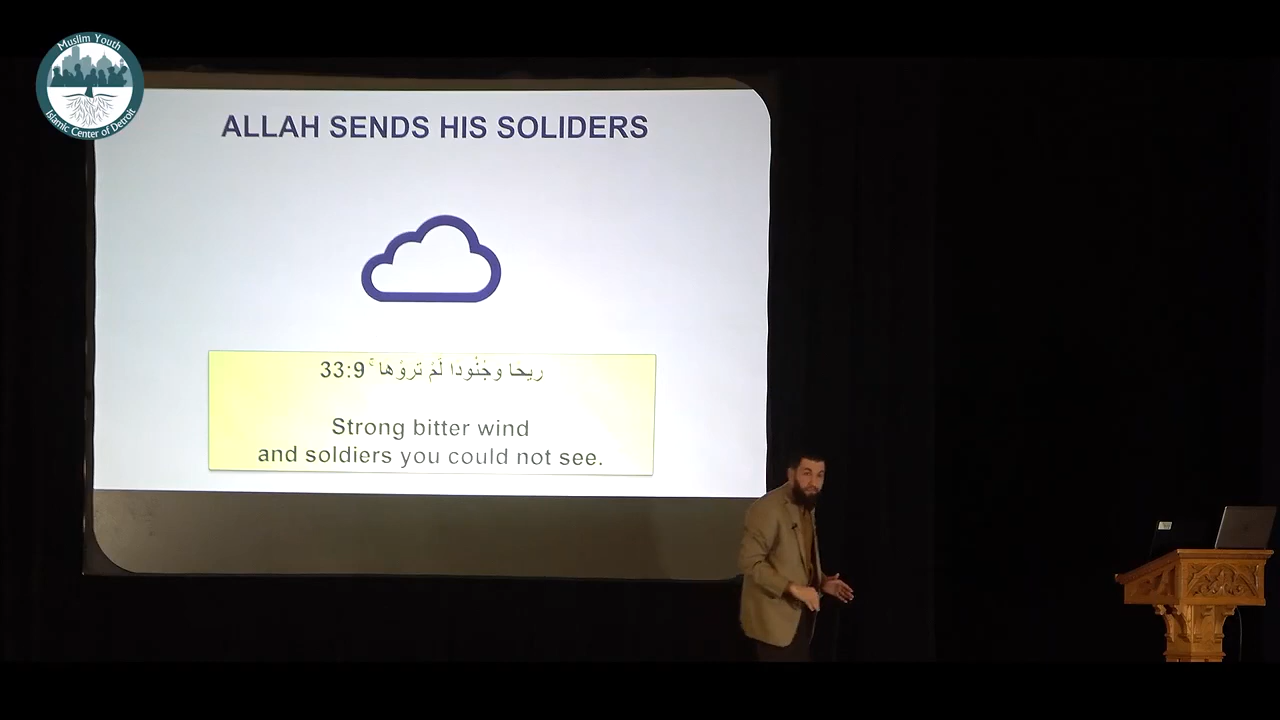 Muslim Youth
Islamic Center of Detroit
ALLAH SENDS HIS SOLIDERS
رِيحًا وَجُنُودًا لَّمْ تَرَوْهَا ۚ 33:9
Strong bitter wind
and soldiers you could not see.